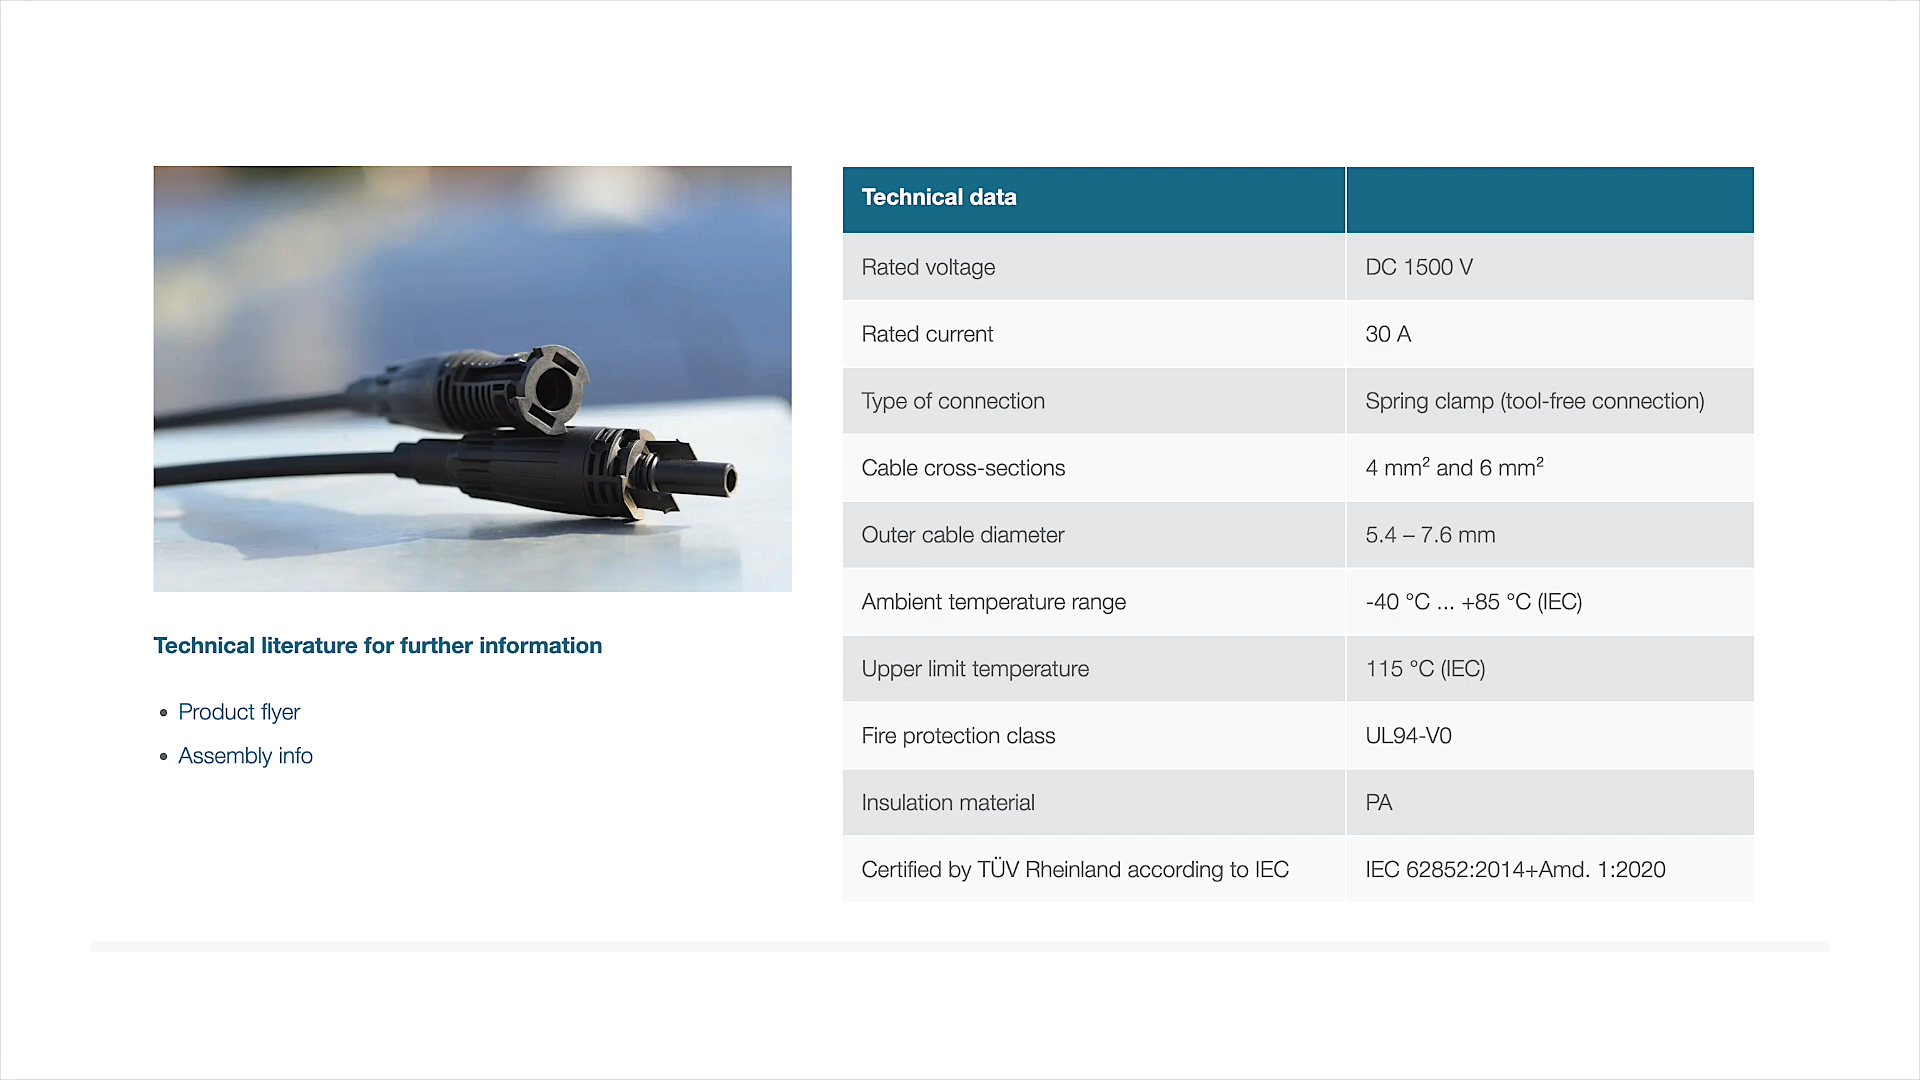 Technical literature for further information
Product flyer
Assembly info
Technical data
Rated voltage DC 1500 V
Rated current 30 A
Type of connection Spring clamp (tool-free connection)
Cable cross-sections 4 mm² and 6 mm²
Outer cable diameter 5.4 – 7.6 mm
Ambient temperature range -40 °C ... +85 °C (IEC)
Upper limit temperature 115 °C (IEC)
Fire protection class UL94-V0
Insulation material PA
Certified by TÜV Rheinland according to IEC IEC 62852:2014+Amd. 1:2020